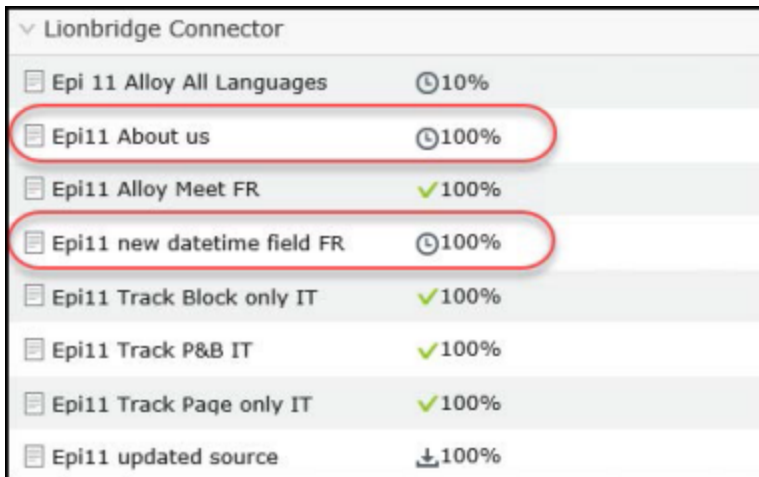 Lionbridge Connector
Epi 11 Alloy All Languages 10%
Epi11 About us 100%
Epi11 Alloy Meet FR 100%
Epi11 new datetime field FR 100%
Epi11 Track Block only IT 100%
Epi11 Track P&B IT 100%
Epi11 Track Page only IT 100%
Epi11 updated source 100%